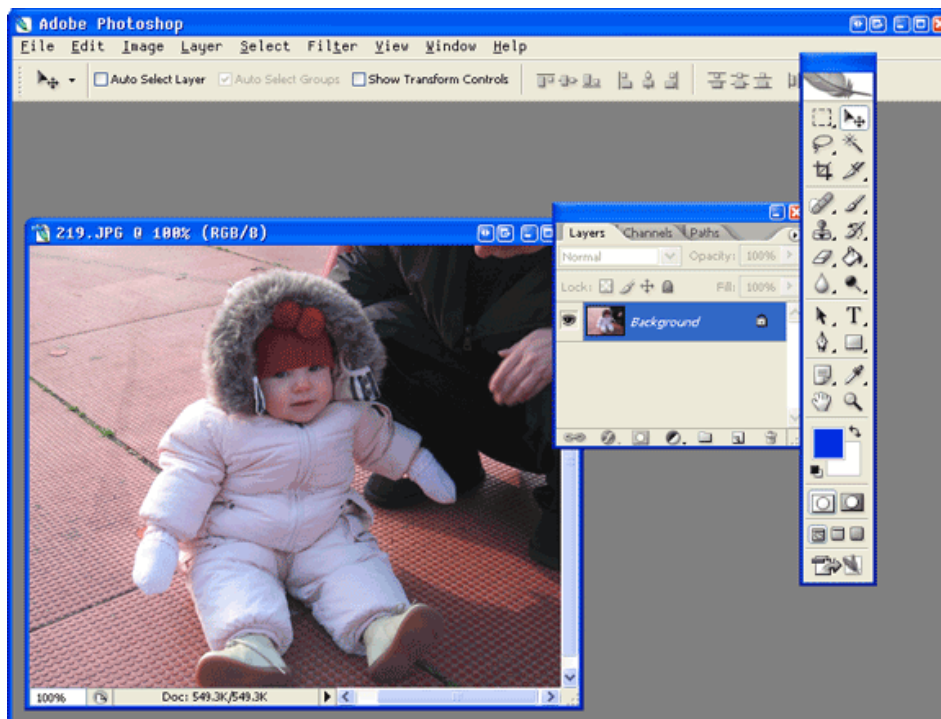 Adobe Photoshop
File Edit Image Layer Select Filter View Window Help
Auto Select Layer Auto Select Groups Show Transform Controls
219.JPG @ 100% (RGB/8)
Layers Channels Paths
Normal Opacity: 100%
Lock: Fill: 100%
Background
T
100% Doc: 549.3K/549.3K